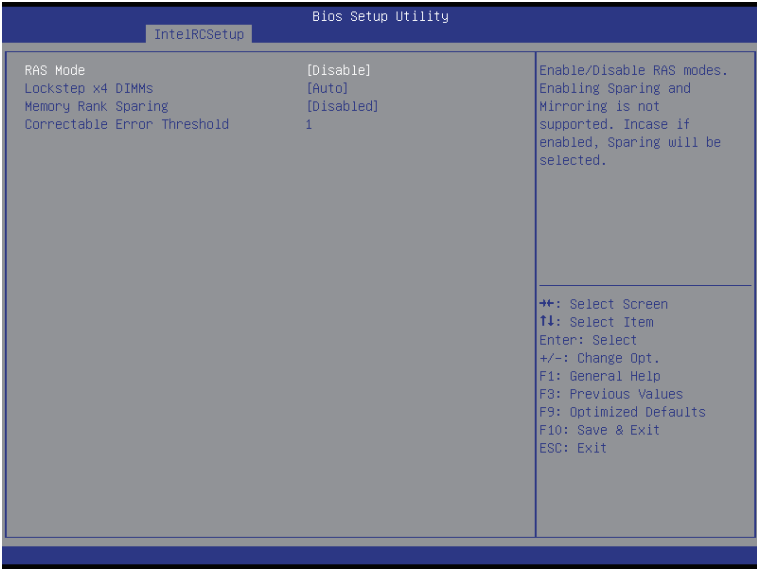 Bios Setup Utility
IntelRCSetup
RAS Mode [Disable]
Lockstep x4 DIMMs [Auto]
Memory Rank Sparing [Disabled]
Correctable Error Threshold 1
Enable/Disable RAS modes.
Enabling Sparing and
Mirroring is not
supported. Incase if
enabled, Sparing will be
selected.
→←: Select Screen
↑↓: Select Item
Enter: Select
+/-: Change Opt.
F1: General Help
F3: Previous Values
F9: Optimized Defaults
F10: Save & Exit
ESC: Exit